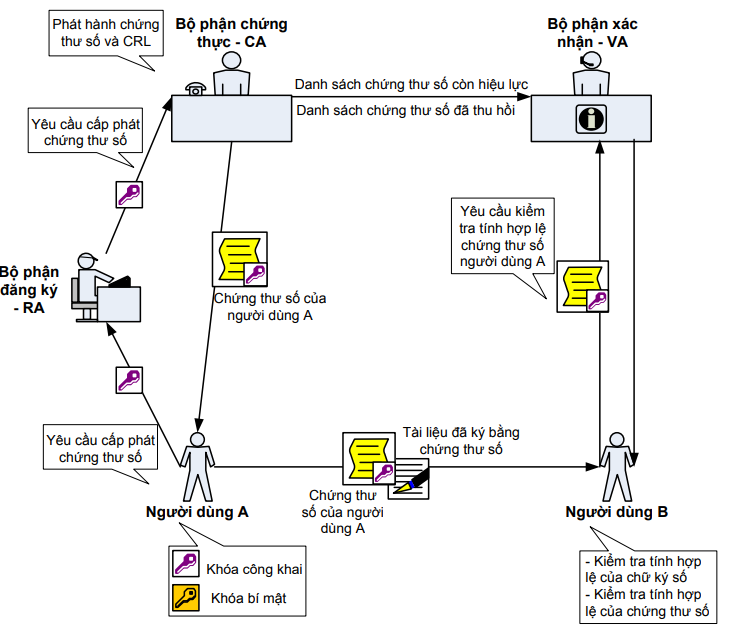 Phát hành chứng
thư số và CRL
Bộ phận chứng
thực - CA
Bộ phận xác
nhận - VA
Danh sách chứng thư số còn hiệu lực
Danh sách chứng thư số đã thu hồi
Yêu cầu cấp phát
chứng thư số
Yêu cầu kiểm
tra tính hợp lệ
chứng thư số
người dùng A
Bộ phận
đăng ký
- RA
Chứng thư số của
người dùng A
Yêu cầu cấp phát
chứng thư số
Tài liệu đã ký bằng
chứng thư số
Chứng thư
số của người
dùng A
Người dùng A
Người dùng B
Khóa công khai
Khóa bí mật
- Kiểm tra tính hợp
lệ của chữ ký số
- Kiểm tra tính hợp
lệ của chứng thư số